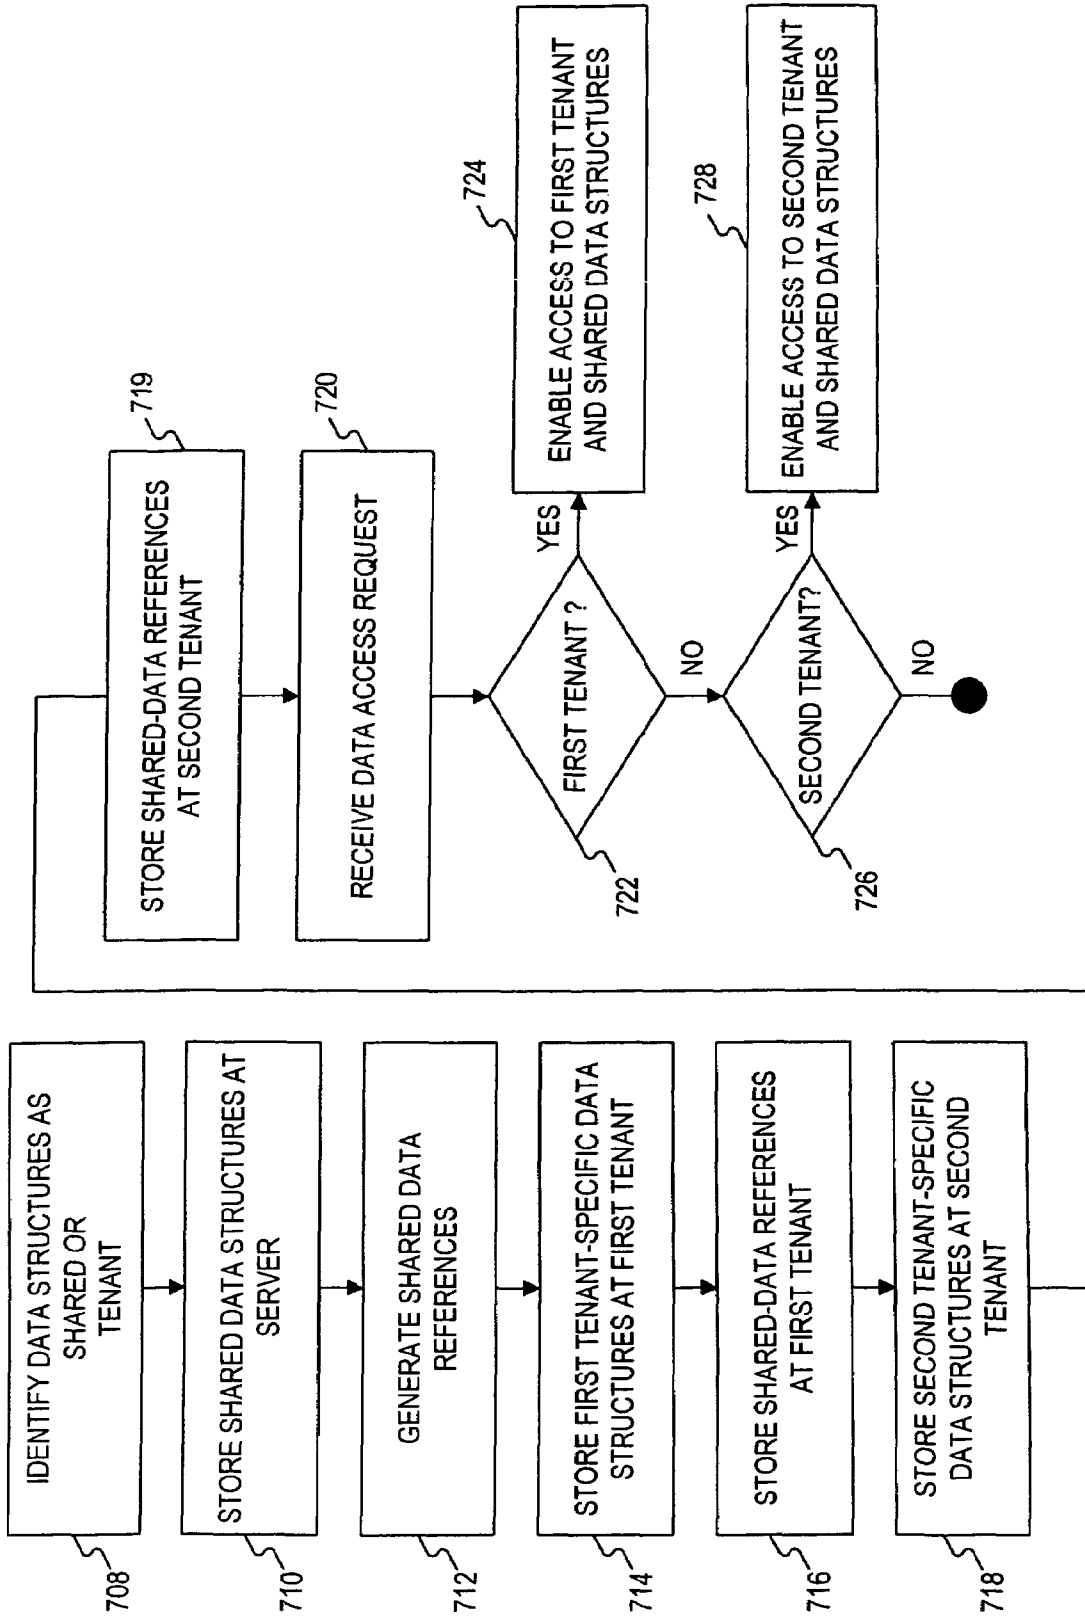 IDENTIFY DATA STRUCTURES AS
SHARED OR
TENANT
708
STORE SHARED DATA STRUCTURES AT
SERVER
710
GENERATE SHARED DATA
REFERENCES
712
STORE FIRST TENANT-SPECIFIC DATA
STRUCTURES AT FIRST TENANT
714
STORE SHARED-DATA REFERENCES
AT FIRST TENANT
716
STORE SECOND TENANT-SPECIFIC
DATA STRUCTURES AT SECOND
TENANT
718
STORE SHARED-DATA REFERENCES
AT SECOND TENANT
719
RECEIVE DATA ACCESS REQUEST
720
FIRST TENANT ?
722
YES
NO
ENABLE ACCESS TO FIRST TENANT
AND SHARED DATA STRUCTURES
724
SECOND TENANT?
726
YES
NO
ENABLE ACCESS TO SECOND TENANT
AND SHARED DATA STRUCTURES
728